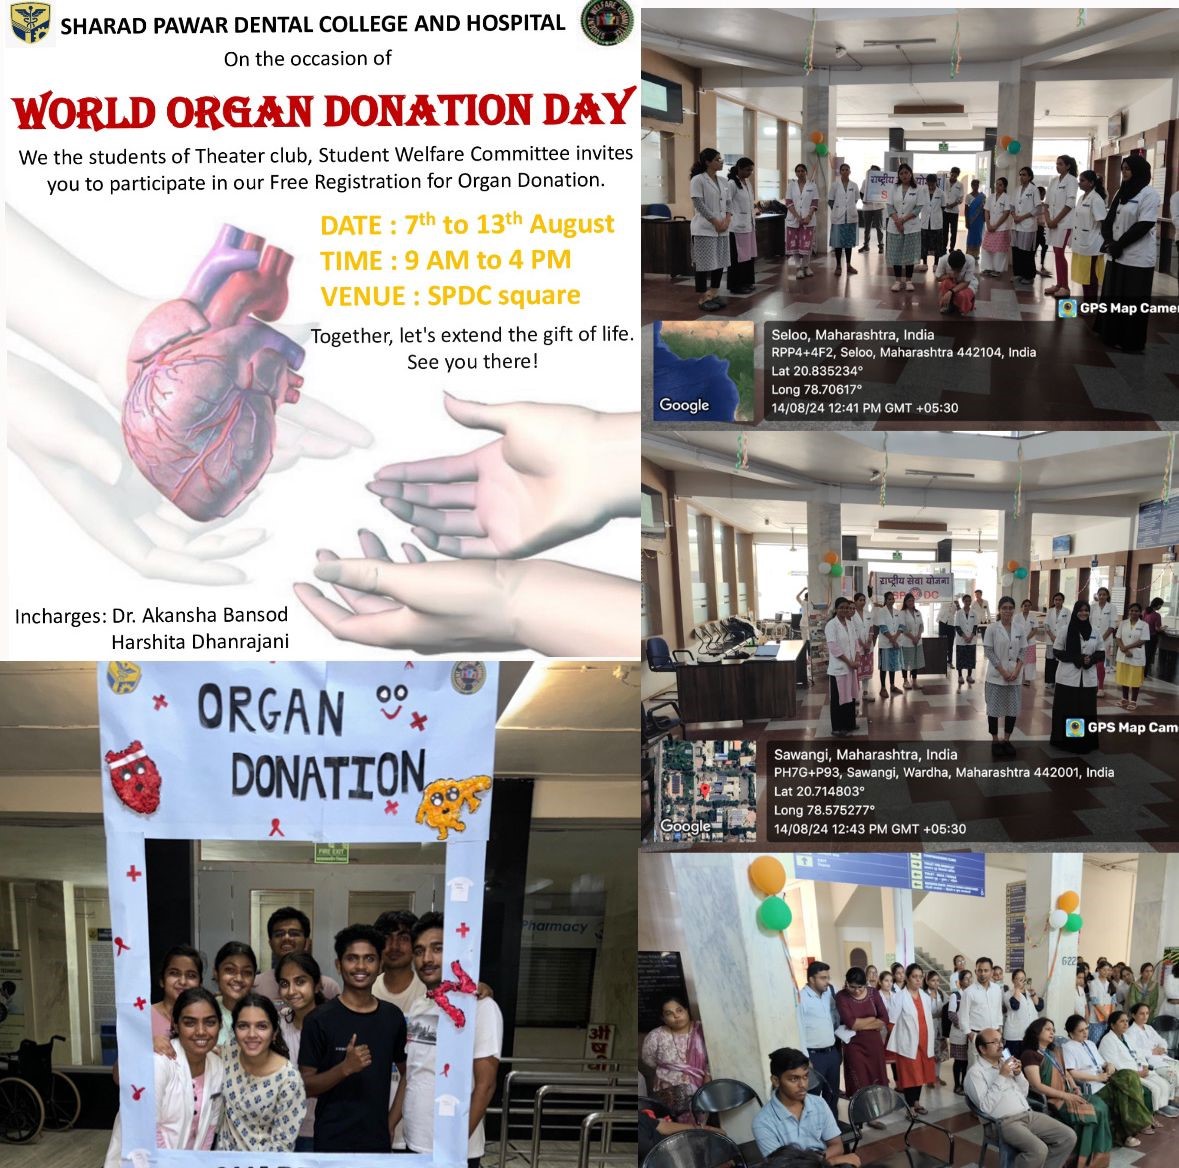 SHARAD PAWAR DENTAL COLLEGE AND HOSPITAL
On the occasion of
WORLD ORGAN DONATION DAY
We the students of Theater club, Student Welfare Committee invites
you to participate in our Free Registration for Organ Donation.
DATE : 7th to 13th August
TIME : 9 AM to 4 PM
VENUE : SPDC square
Together, let's extend the gift of life.
See you there!
Incharges: Dr. Akansha Bansod
Harshita Dhanrajani
GPS Map Camer
Seloo, Maharashtra, India
RPP4+4F2, Seloo, Maharashtra 442104, India
Lat 20.835234°
Long 78.70617°
14/08/24 12:41 PM GMT +05:30
Google
राष्ट्रीय सेवा योजना
DC
GPS Map Cam
Sawangi, Maharashtra, India
PH7G+P93, Sawangi, Wardha, Maharashtra 442001, India
Lat 20.714803°
Long 78.575277°
14/08/24 12:43 PM GMT +05:30
Google
ORGAN
DONATION
FIRE EXIT
Pharmacy
औ
ष
G22